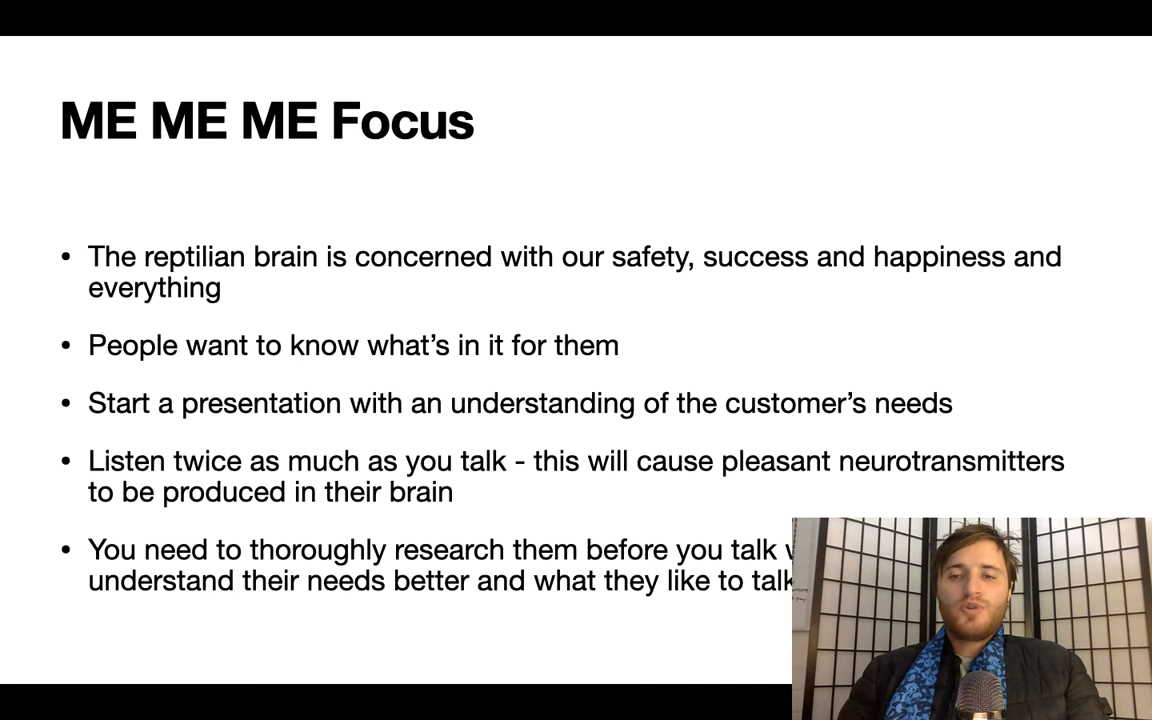 ME ME ME Focus
• The reptilian brain is concerned with our safety, success and happiness and
everything
• People want to know what’s in it for them
• Start a presentation with an understanding of the customer’s needs
• Listen twice as much as you talk - this will cause pleasant neurotransmitters
to be produced in their brain
• You need to thoroughly research them before you talk
understand their needs better and what they like to talk